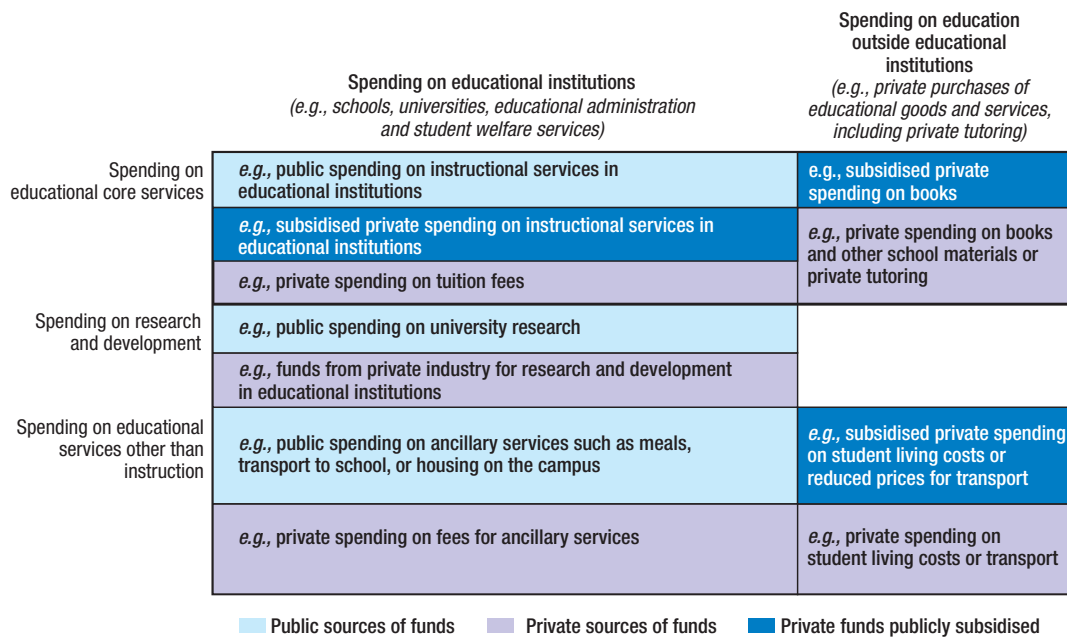 Spending on education
outside educational
institutions
(e.g., private purchases of
educational goods and services,
including private tutoring)
Spending on educational institutions
(e.g., schools, universities, educational administration
and student welfare services)
Spending on
educational core services
e.g., public spending on instructional services in
educational institutions
e.g., subsidised private
spending on books
e.g., subsidised private spending on instructional services in
educational institutions
e.g., private spending on books
and other school materials or
private tutoring
e.g., private spending on tuition fees
Spending on research
and development
e.g., public spending on university research
e.g., funds from private industry for research and development
in educational institutions
Spending on educational
services other than
instruction
e.g., public spending on ancillary services such as meals,
transport to school, or housing on the campus
e.g., subsidised private spending
on student living costs or
reduced prices for transport
e.g., private spending on fees for ancillary services
e.g., private spending on
student living costs or transport
Public sources of funds
Private sources of funds
Private funds publicly subsidised